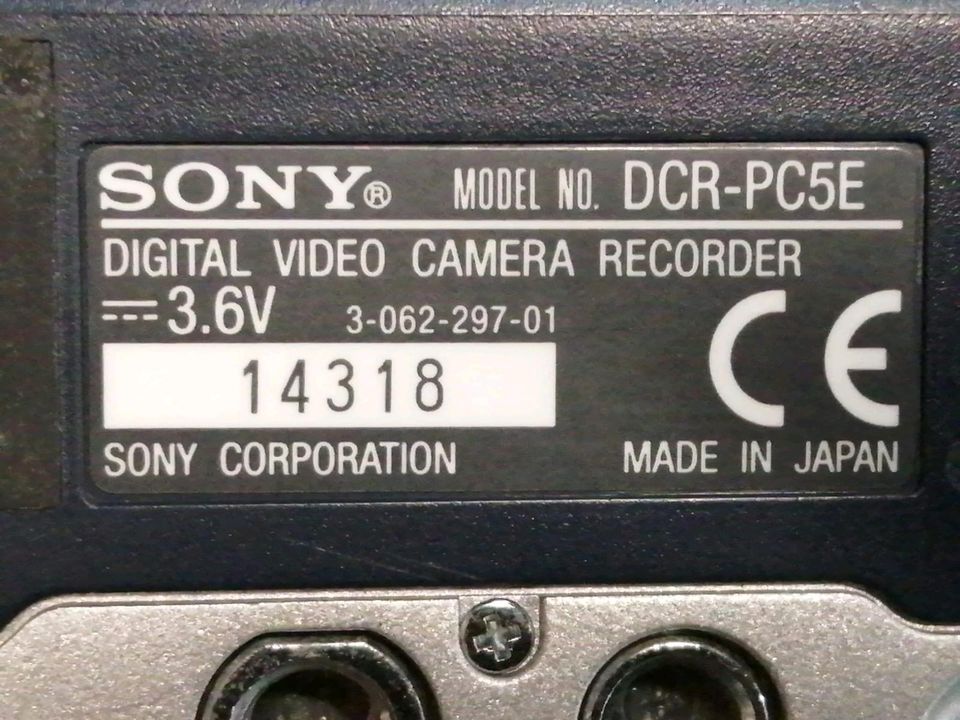 SONY® MODEL NO. DCR-PC5E
DIGITAL VIDEO CAMERA RECORDER
⎓3.6V 3-062-297-01
14318
CE
SONY CORPORATION MADE IN JAPAN